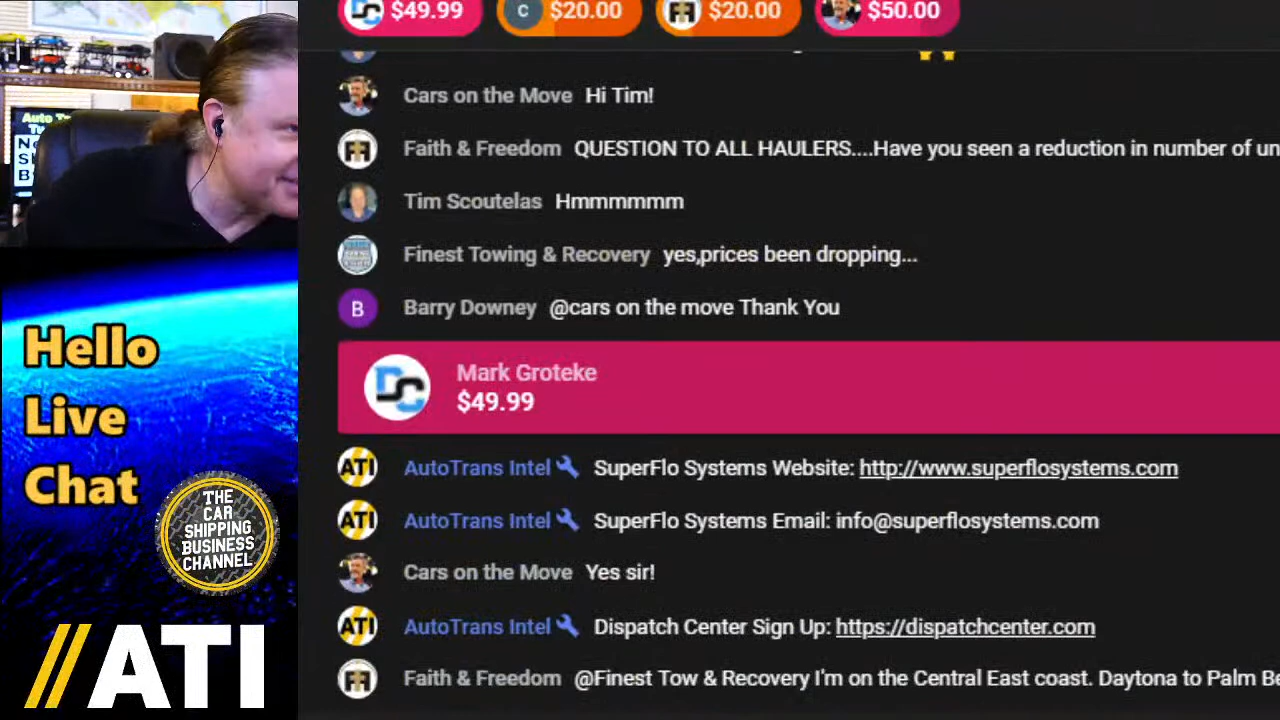 $49.99
C
$20.00
$20.00
$50.00
Cars on the Move Hi Tim!
Faith & Freedom QUESTION TO ALL HAULERS....Have you seen a reduction in number of un
Tim Scoutelas Hmmmmmm
Finest Towing & Recovery yes,prices been dropping...
B Barry Downey @cars on the move Thank You
Mark Groteke
$49.99
ATI AutoTrans Intel SuperFlo Systems Website: http://www.superflosystems.com
ATI AutoTrans Intel SuperFlo Systems Email: info@superflosystems.com
Cars on the Move Yes sir!
ATI AutoTrans Intel Dispatch Center Sign Up: https://dispatchcenter.com
Faith & Freedom @Finest Tow & Recovery I'm on the Central East coast. Daytona to Palm Be
Auto Tr
Hello
Live
Chat
THE
CAR
SHIPPING
BUSINESS
CHANNEL
//ATI